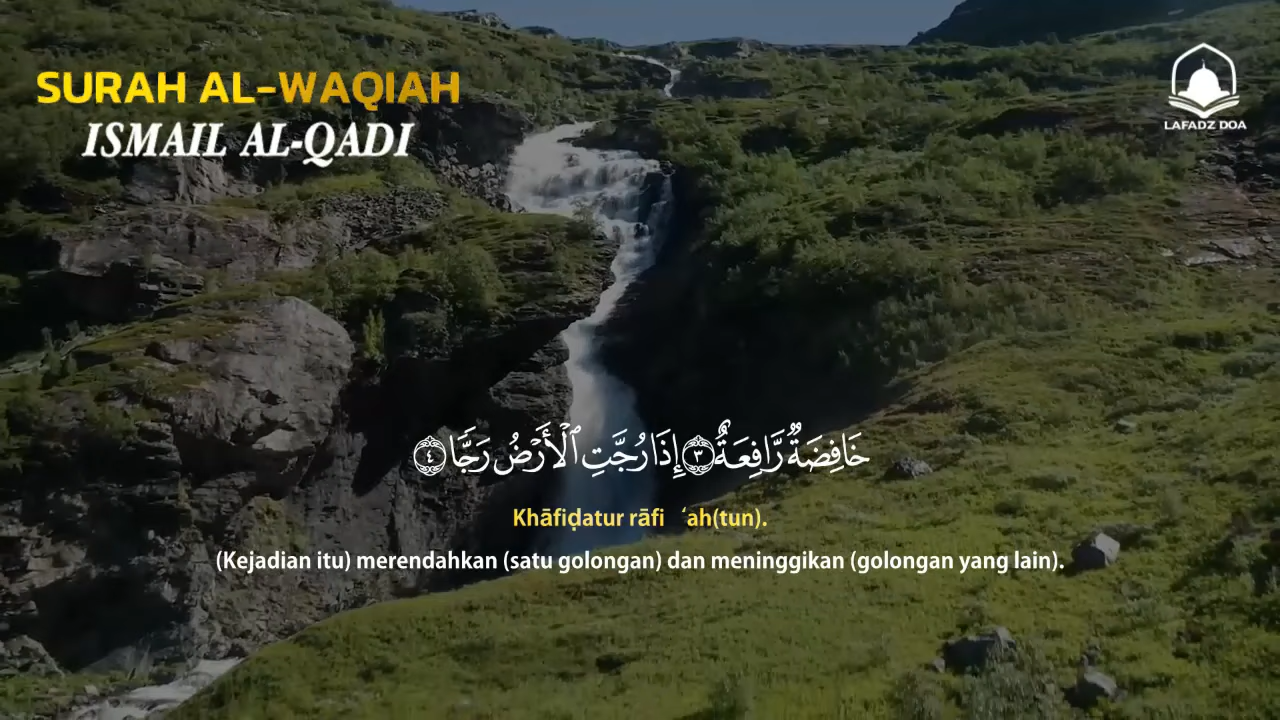 SURAH AL-WAQIAH
ISMAIL AL-QADI
LAFADZ DOA
خَافِضَةٌ رَّافِعَةٌ ٣ إِذَا رُجَّتِ ٱلْأَرْضُ رَجًّا ٤
Khāfiḍatur rāfi ‘ah(tun).
(Kejadian itu) merendahkan (satu golongan) dan meninggikan (golongan yang lain).